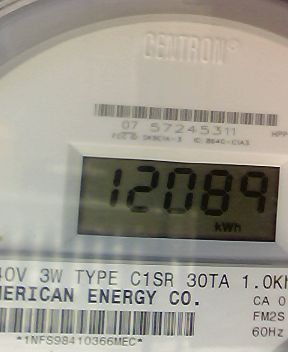 CENTRON®
07 57245311
12089
kWh
40V 3W TYPE C1SR 30TA 1.0Kh
MERICAN ENERGY CO.
CA 0
FM2S
60Hz
*1NFS98410366MEC*